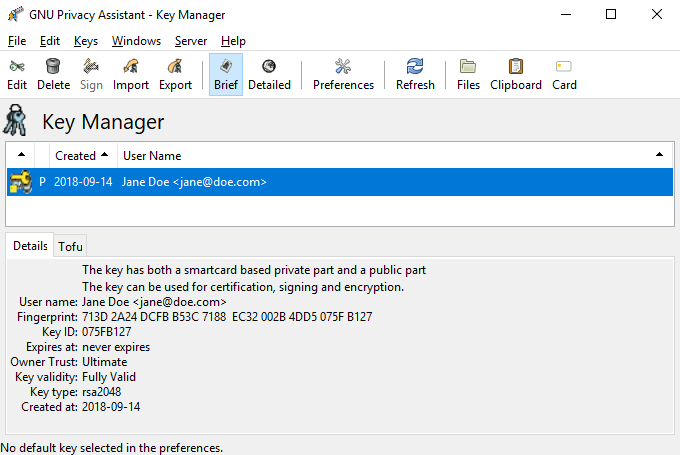 GNU Privacy Assistant - Key Manager
File Edit Keys Windows Server Help
Edit Delete Sign Import Export Brief Detailed Preferences Refresh Files Clipboard Card
Key Manager
Created User Name
P 2018-09-14 Jane Doe <jane@doe.com>
Details Tofu
The key has both a smartcard based private part and a public part
The key can be used for certification, signing and encryption.
User name: Jane Doe <jane@doe.com>
Fingerprint: 713D 2A24 DCFB B53C 7188  EC32 002B 4DD5 075F B127
Key ID: 075FB127
Expires at: never expires
Owner Trust: Ultimate
Key validity: Fully Valid
Key type: rsa2048
Created at: 2018-09-14
No default key selected in the preferences.